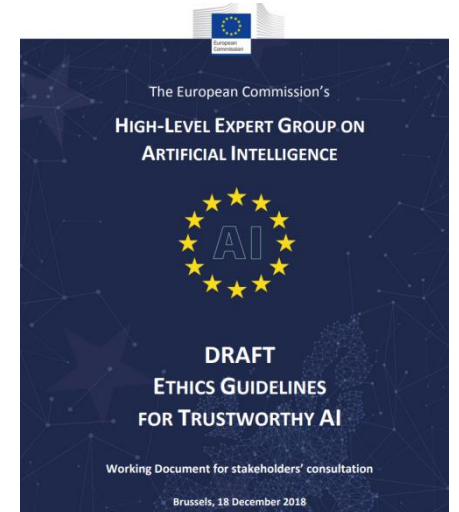 European
Commission
The European Commission's
HIGH-LEVEL EXPERT GROUP ON
ARTIFICIAL INTELLIGENCE
AI
DRAFT
ETHICS GUIDELINES
FOR TRUSTWORTHY AI
Working Document for stakeholders' consultation
Brussels, 18 December 2018